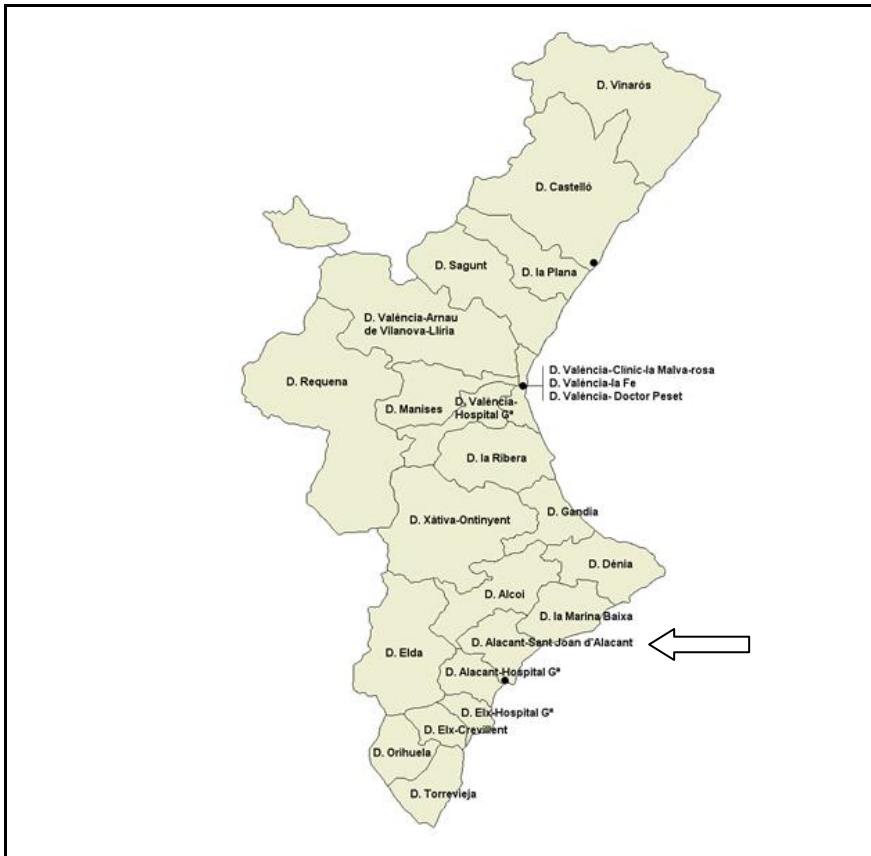 D. Vinarós
D. Castelló
D. Sagunt
D. la Plana
D. València-Arnau
de Vilanova-Llíria
D. València-Clínic-la Malva-rosa
D. València-la Fe
D. València- Doctor Peset
D. Requena
D. Manises
D. València-
Hospital Gª
D. la Ribera
D. Xàtiva-Ontinyent
D. Gandia
D. Dénia
D. Alcoi
D. la Marina Baixa
D. Alacant-Sant Joan d'Alacant
D. Elda
D. Alacant-Hospital Gª
D. Elx-Hospital Gª
D. Elx-Crevillent
D. Orihuela
D. Torrevieja